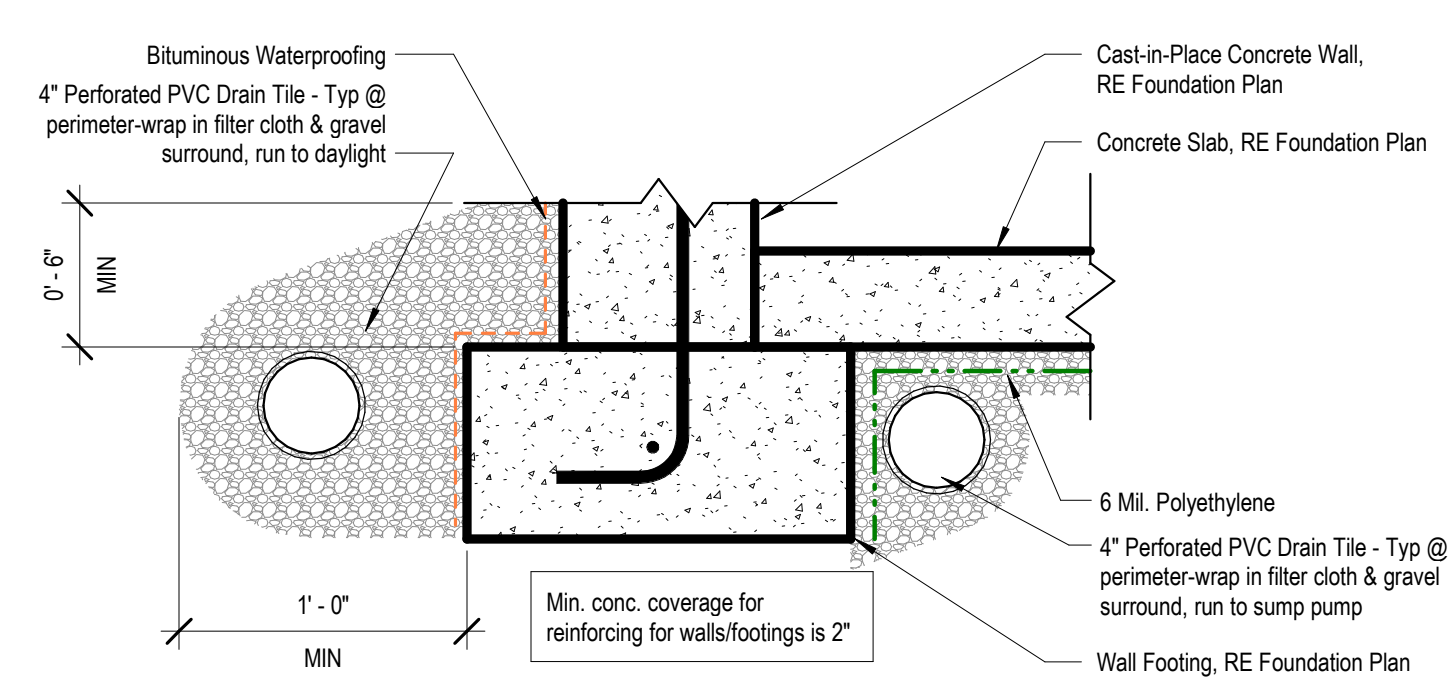 Bituminous Waterproofing
4" Perforated PVC Drain Tile - Typ @
perimeter-wrap in filter cloth & gravel
surround, run to daylight
0' - 6"
MIN
1' - 0"
MIN
Min. conc. coverage for
reinforcing for walls/footings is 2"
Cast-in-Place Concrete Wall,
RE Foundation Plan
Concrete Slab, RE Foundation Plan
6 Mil. Polyethylene
4" Perforated PVC Drain Tile - Typ @
perimeter-wrap in filter cloth & gravel
surround, run to sump pump
Wall Footing, RE Foundation Plan